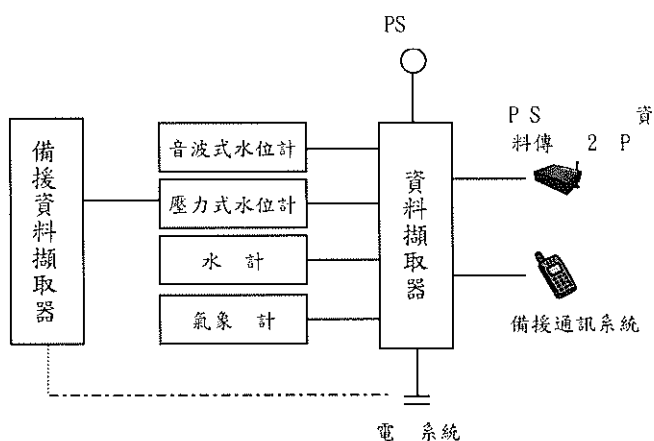 PS
P S 資
料傳 2 P
備援資料擷取器
音波式水位計
壓力式水位計
水 計
氣象 計
資料擷取器
備援通訊系統
電 系統